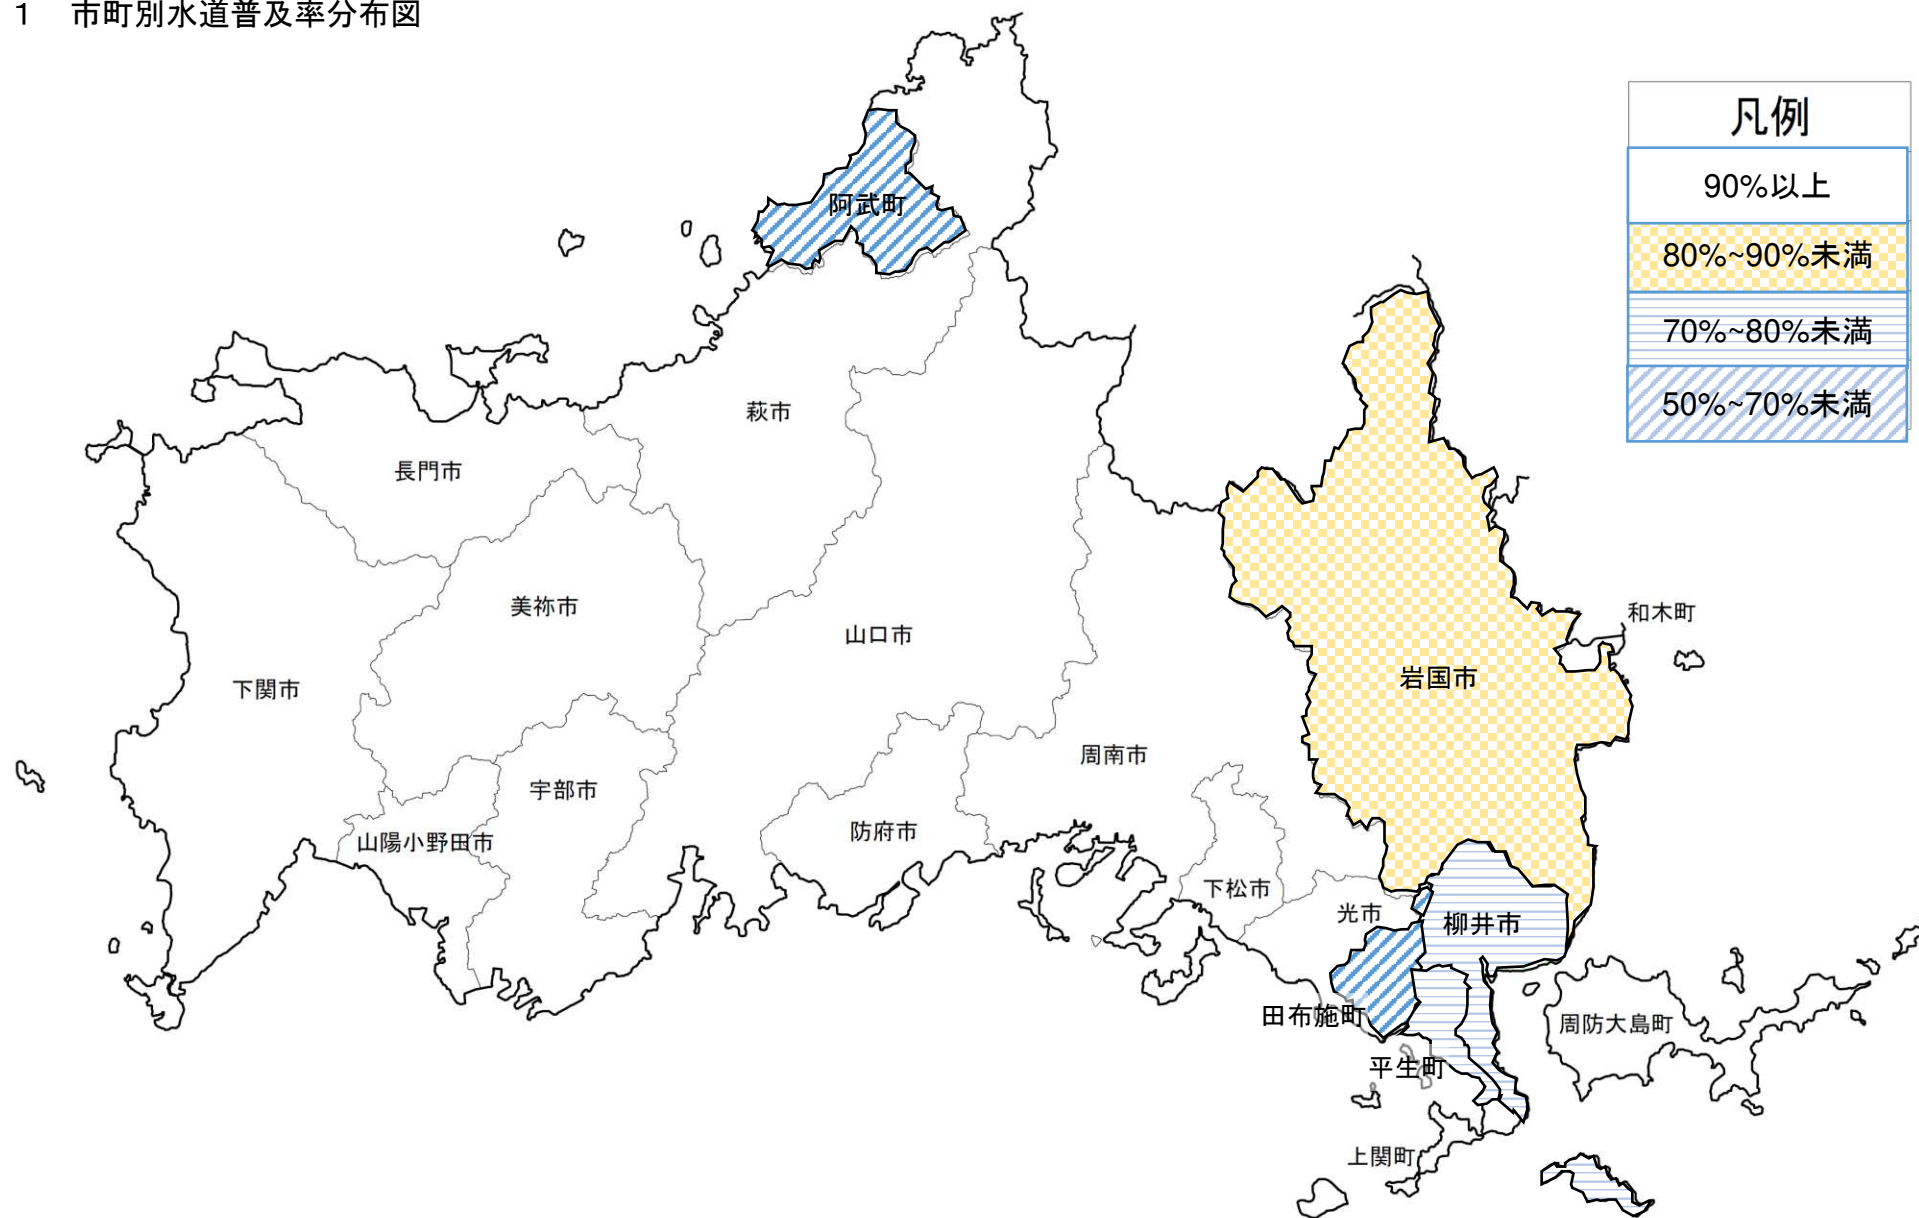 1　市町別水道普及率分布図
凡例
90%以上
80%~90%未満
70%~80%未満
50%~70%未満
阿武町
萩市
長門市
美祢市
山口市
和木町
岩国市
下関市
周南市
宇部市
防府市
山陽小野田市
下松市
光市
柳井市
田布施町
周防大島町
平生町
上関町